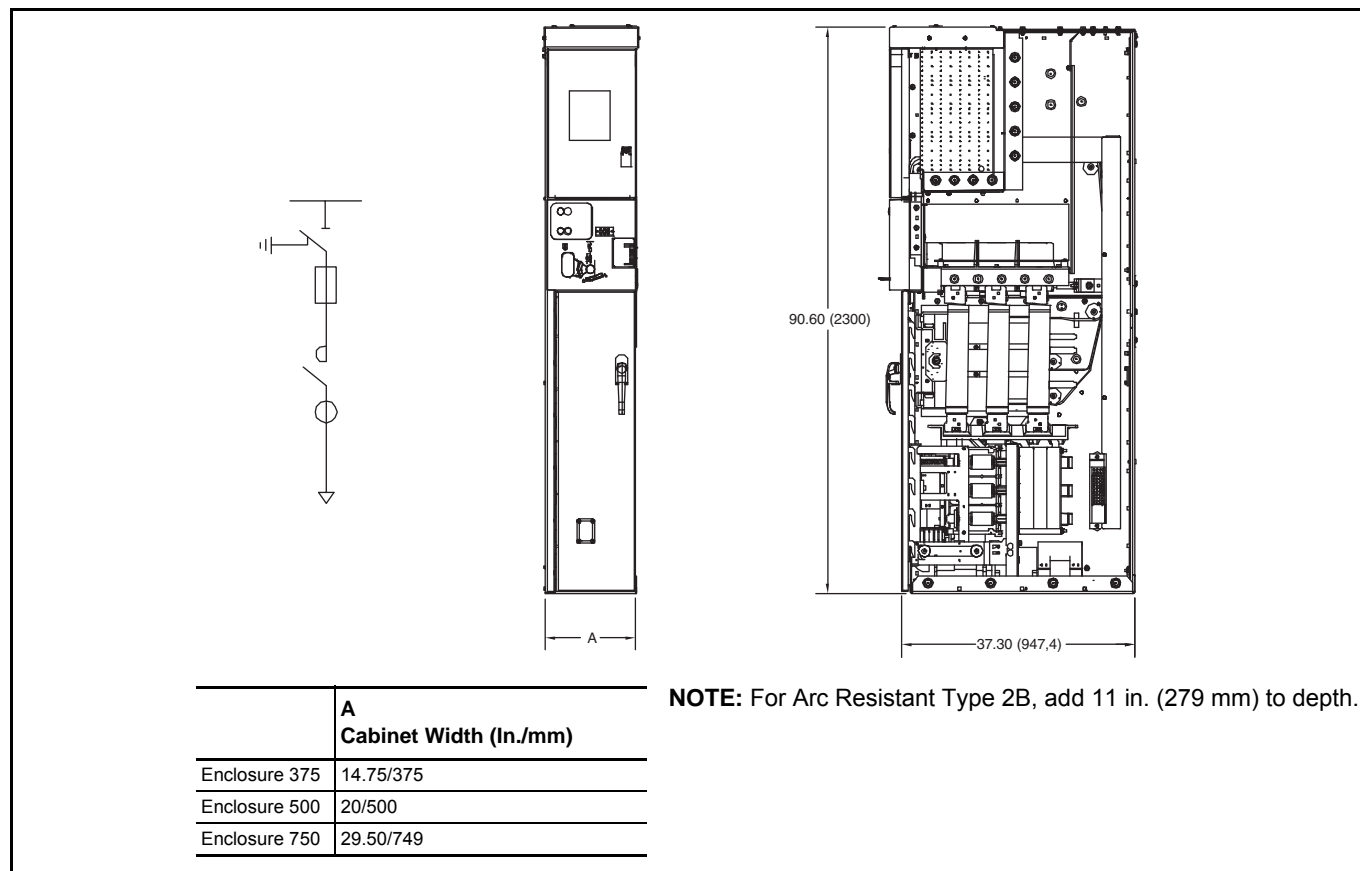 90.60 (2300)
A
37.30 (947,4)
NOTE: For Arc Resistant Type 2B, add 11 in. (279 mm) to depth.
A
Cabinet Width (In./mm)
Enclosure 375 14.75/375
Enclosure 500 20/500
Enclosure 750 29.50/749